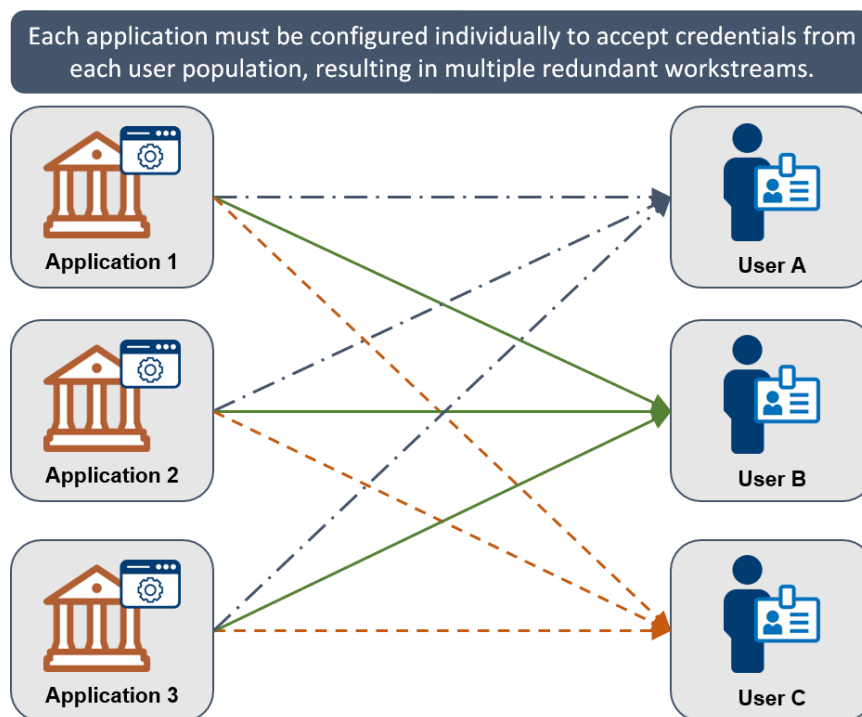 Each application must be configured individually to accept credentials from
each user population, resulting in multiple redundant workstreams.
Application 1
User A
Application 2
User B
Application 3
User C